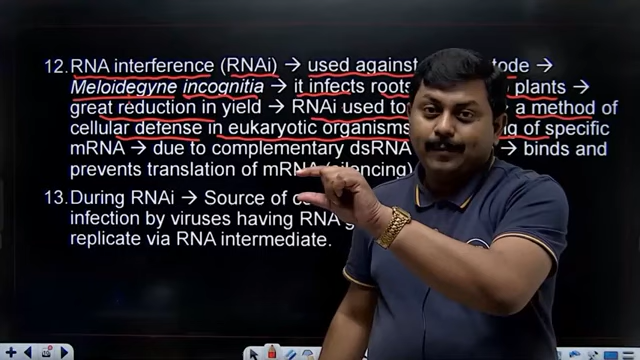 12. RNA interference (RNAi) → used against tode →
Meloidegyne incognitia → it infects roots plants →
great reduction in yield → RNAi used to a method of
cellular defense in eukaryotic organisms ng of specific
mRNA → due to complementary dsRNA → binds and
prevents translation of mRNA (silencing)
13. During RNAi → Source of
infection by viruses having RNA
replicate via RNA intermediate.